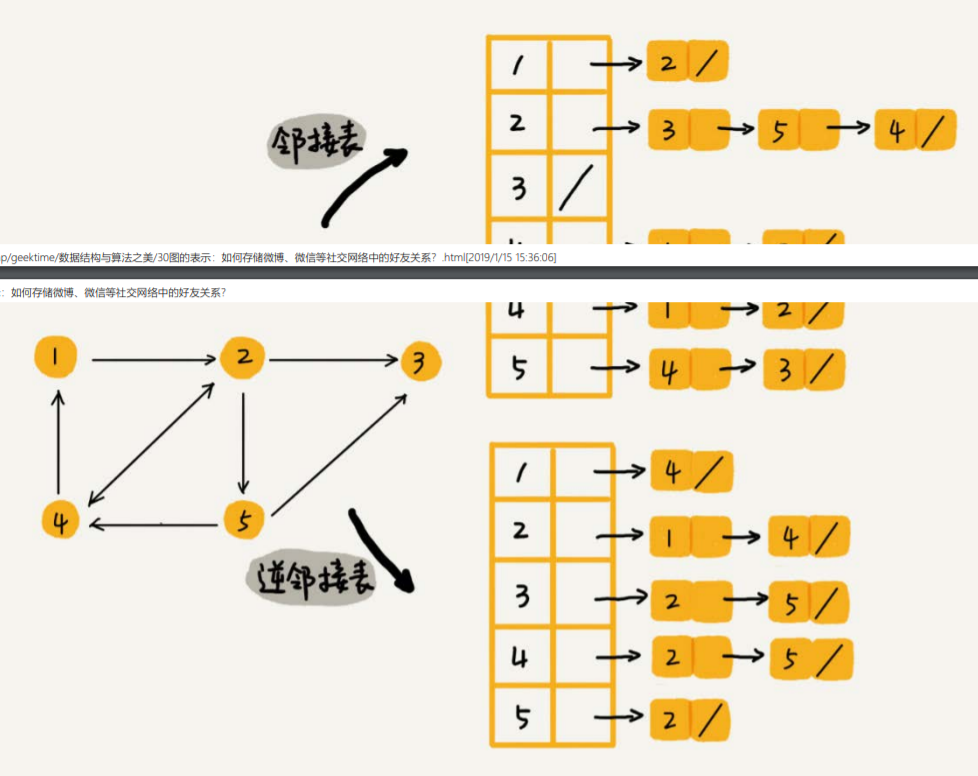 1 2 /
2 3 5 4 /
邻接表
3 /
4
ap/geektime/数据结构与算法之美/30图的表示：如何存储微博、微信等社交网络中的好友关系？.html[2019/1/15 15:36:06]
：如何存储微博、微信等社交网络中的好友关系？
4 1 2 /
5 4 3 /
1 2 3
4 5
逆邻接表
1 4 /
2 1 4 /
3 2 5 /
4 2 5 /
5 2 /